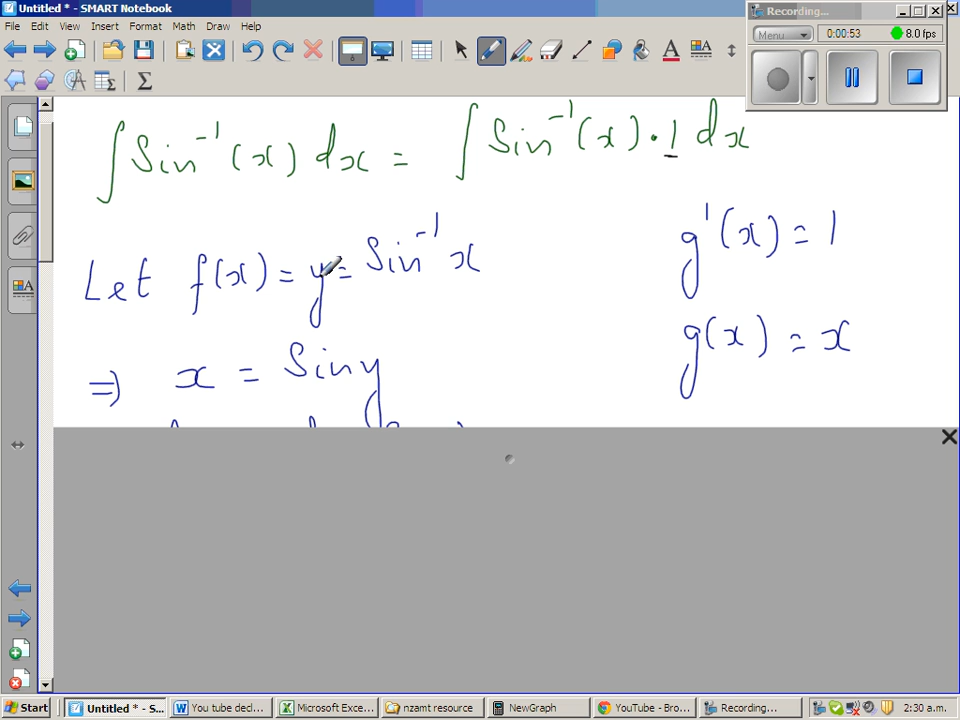 Untitled * - SMART Notebook
File Edit View Insert Format Math Draw Help
Recording...
Menu 0:00:53 8.0 fps
∫ Sin⁻¹(x) dx = ∫ Sin⁻¹(x) · 1 dx
Let f(x) = y = Sin⁻¹ x
g'(x) = 1
⇒ x = Sin y
g(x) = x
Start Untitled * - S... You tube decl... Microsoft Exce... nzamt resource NewGraph YouTube - Bro... Recording... 2:30 a.m.